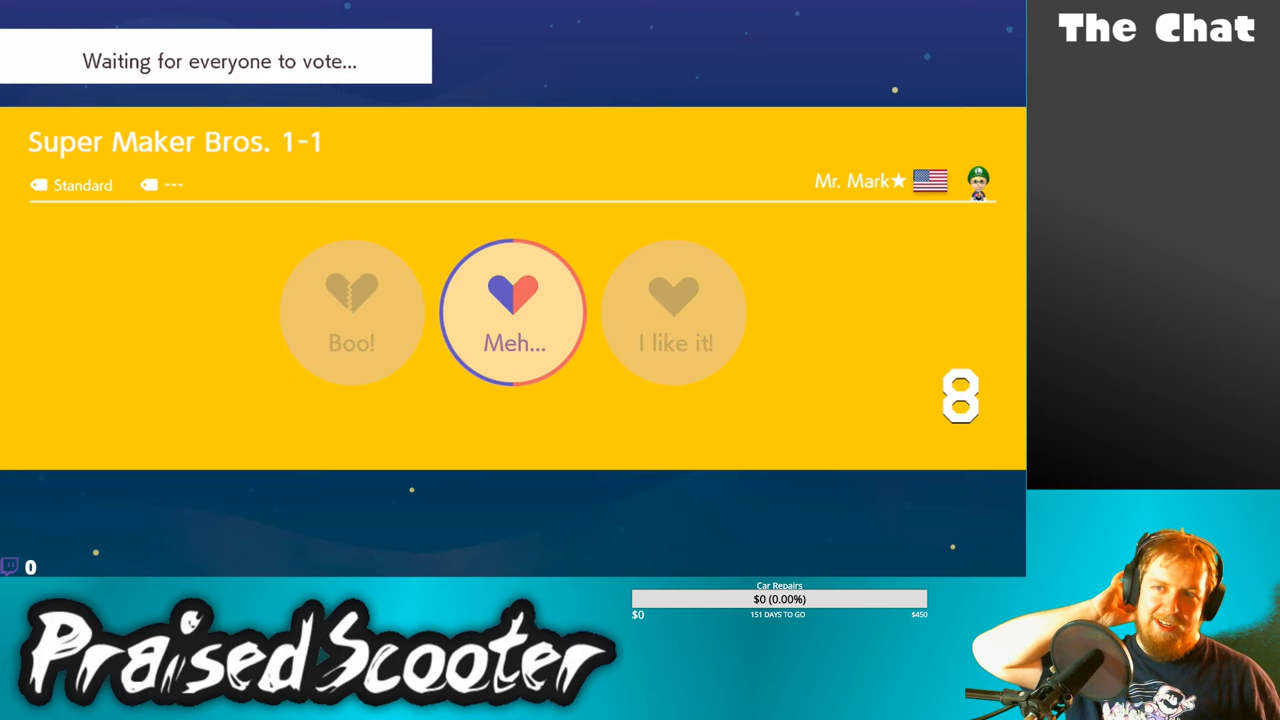 The Chat
Waiting for everyone to vote...
Super Maker Bros. 1-1
Standard
---
Mr. Mark★
Boo!
Meh...
I like it!
8
0
Car Repairs
$0 (0.00%)
$0
151 DAYS TO GO
$450
PraisedScooter